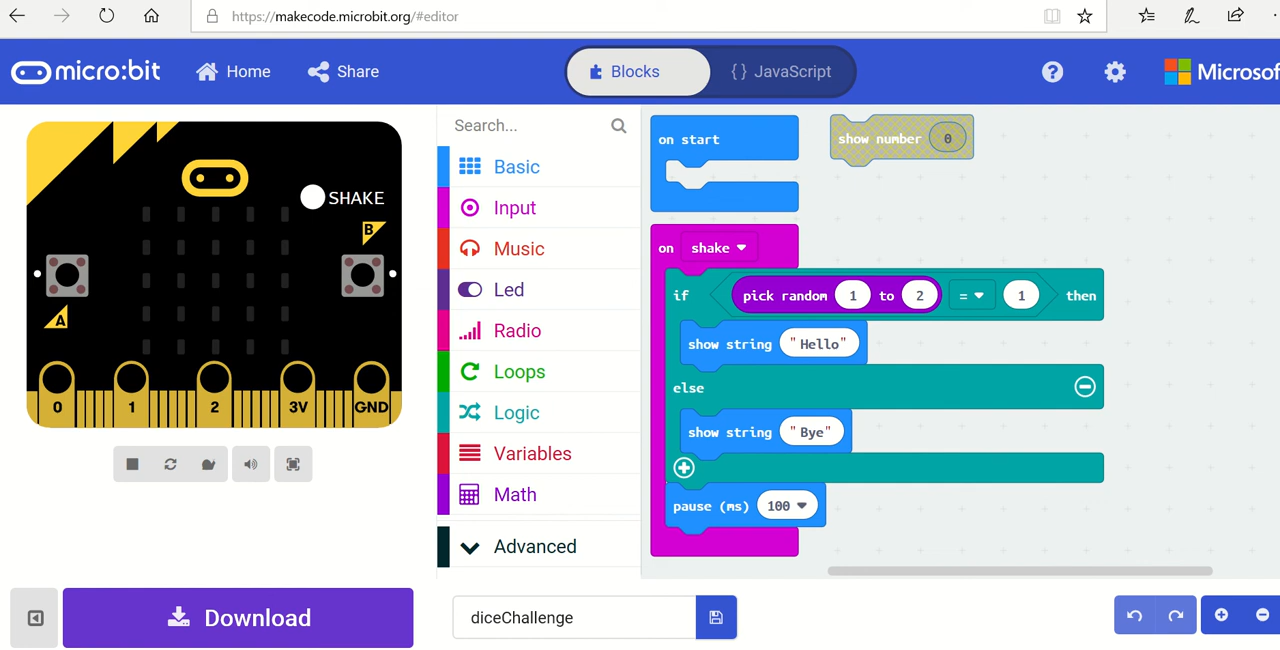 https://makecode.microbit.org/#editor
micro:bit Home Share Blocks {} JavaScript ? Microsof
SHAKE
B
A
0 1 2 3V GND
Search...
Basic
Input
Music
Led
Radio
Loops
Logic
Variables
Math
Advanced
on start
show number 0
on shake
if pick random 1 to 2 = 1 then
show string "Hello"
else
show string "Bye"
pause (ms) 100
Download
diceChallenge